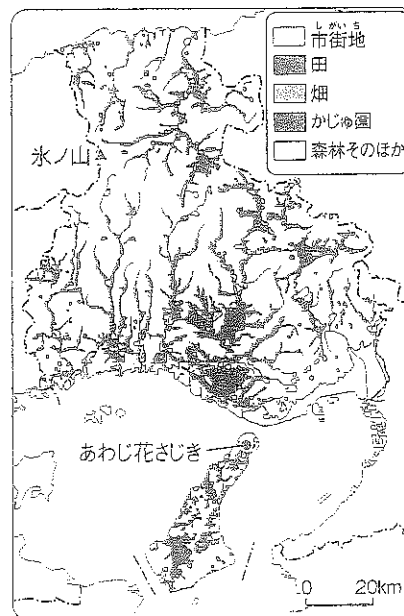 しがいち
市街地
田
畑
かじゅ園
森林そのほか
氷ノ山
あわじ花さじき
0 20km